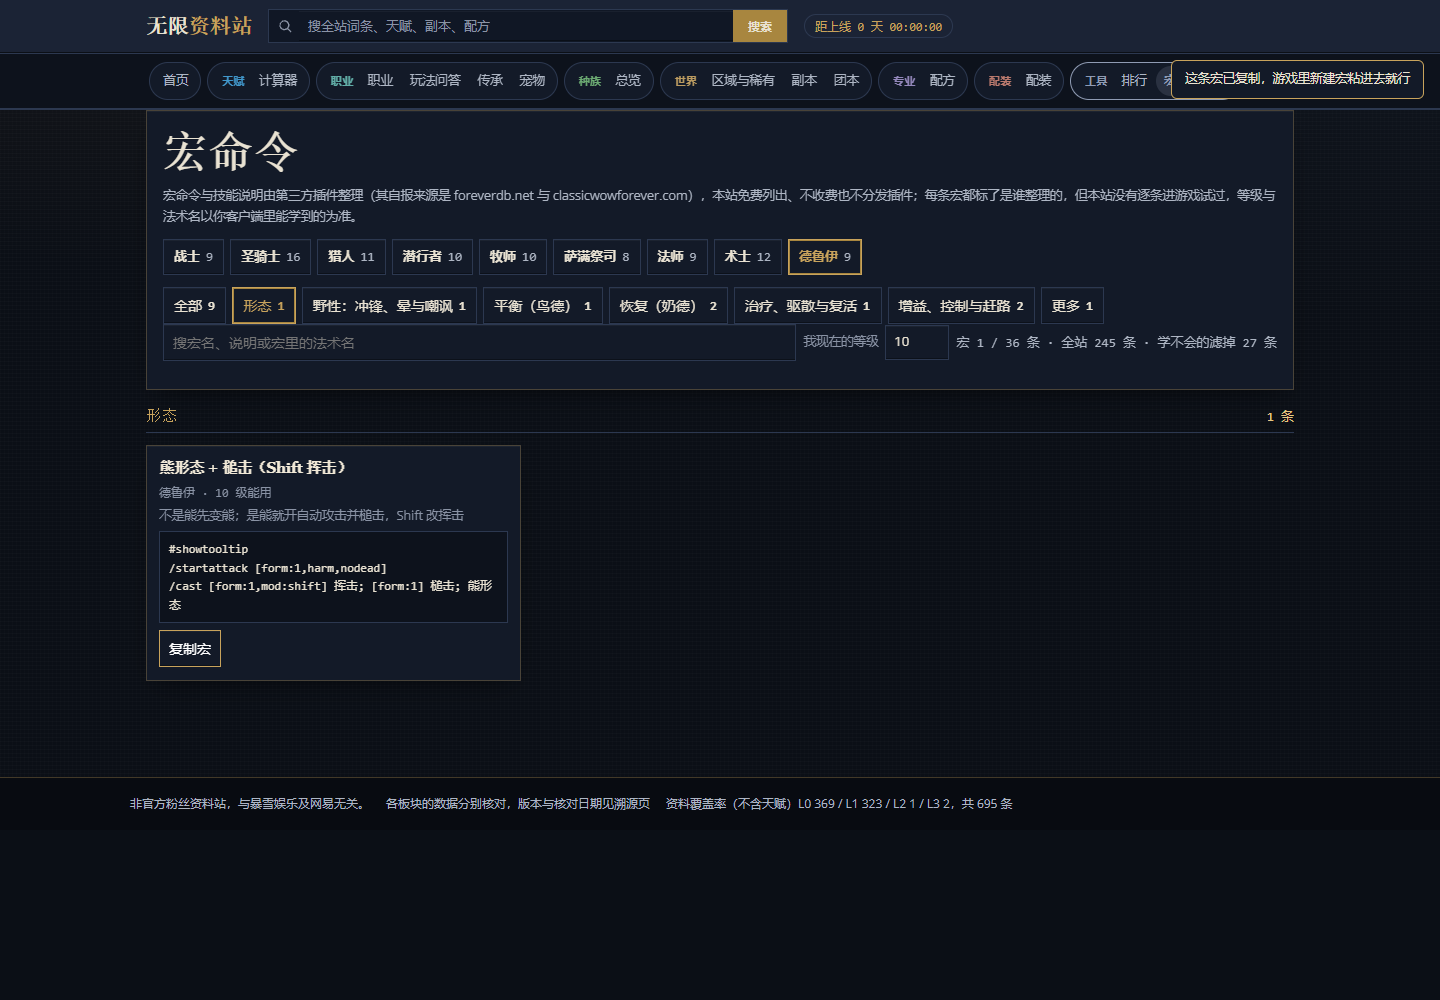 无限资料站
搜全站词条、天赋、副本、配方
搜索
距上线 0 天 00:00:00
首页
天赋 计算器
职业 职业 玩法问答 传承 宠物
种族 总览
世界 区域与稀有 副本 团本
专业 配方
配装 配装
工具 排行
这条宏已复制，游戏里新建宏粘进去就行
宏命令
宏命令与技能说明由第三方插件整理（其自报来源是 foreverdb.net 与 classicwowforever.com），本站免费列出、不收费也不分发插件；每条宏都标了是谁整理的，但本站没有逐条进游戏试过，等级与
法术名以你客户端里能学到的为准。
战士 9 圣骑士 16 猎人 11 潜行者 10 牧师 10 萨满祭司 8 法师 9 术士 12 德鲁伊 9
全部 9 形态 1 野性：冲锋、晕与嘲讽 1 平衡（鸟德） 1 恢复（奶德） 2 治疗、驱散与复活 1 增益、控制与赶路 2 更多 1
搜宏名、说明或宏里的法术名 我现在的等级 10 宏 1 / 36 条 · 全站 245 条 · 学不会的滤掉 27 条
形态 1 条
熊形态 + 槌击（Shift 挥击）
德鲁伊 · 10 级能用
不是熊先变熊；是熊就开自动攻击并槌击，Shift 改挥击
#showtooltip
/startattack [form:1,harm,nodead]
/cast [form:1,mod:shift] 挥击; [form:1] 槌击; 熊形
态
复制宏
非官方粉丝资料站，与暴雪娱乐及网易无关。 各板块的数据分别核对，版本与核对日期见溯源页 资料覆盖率（不含天赋）L0 369 / L1 323 / L2 1 / L3 2，共 695 条